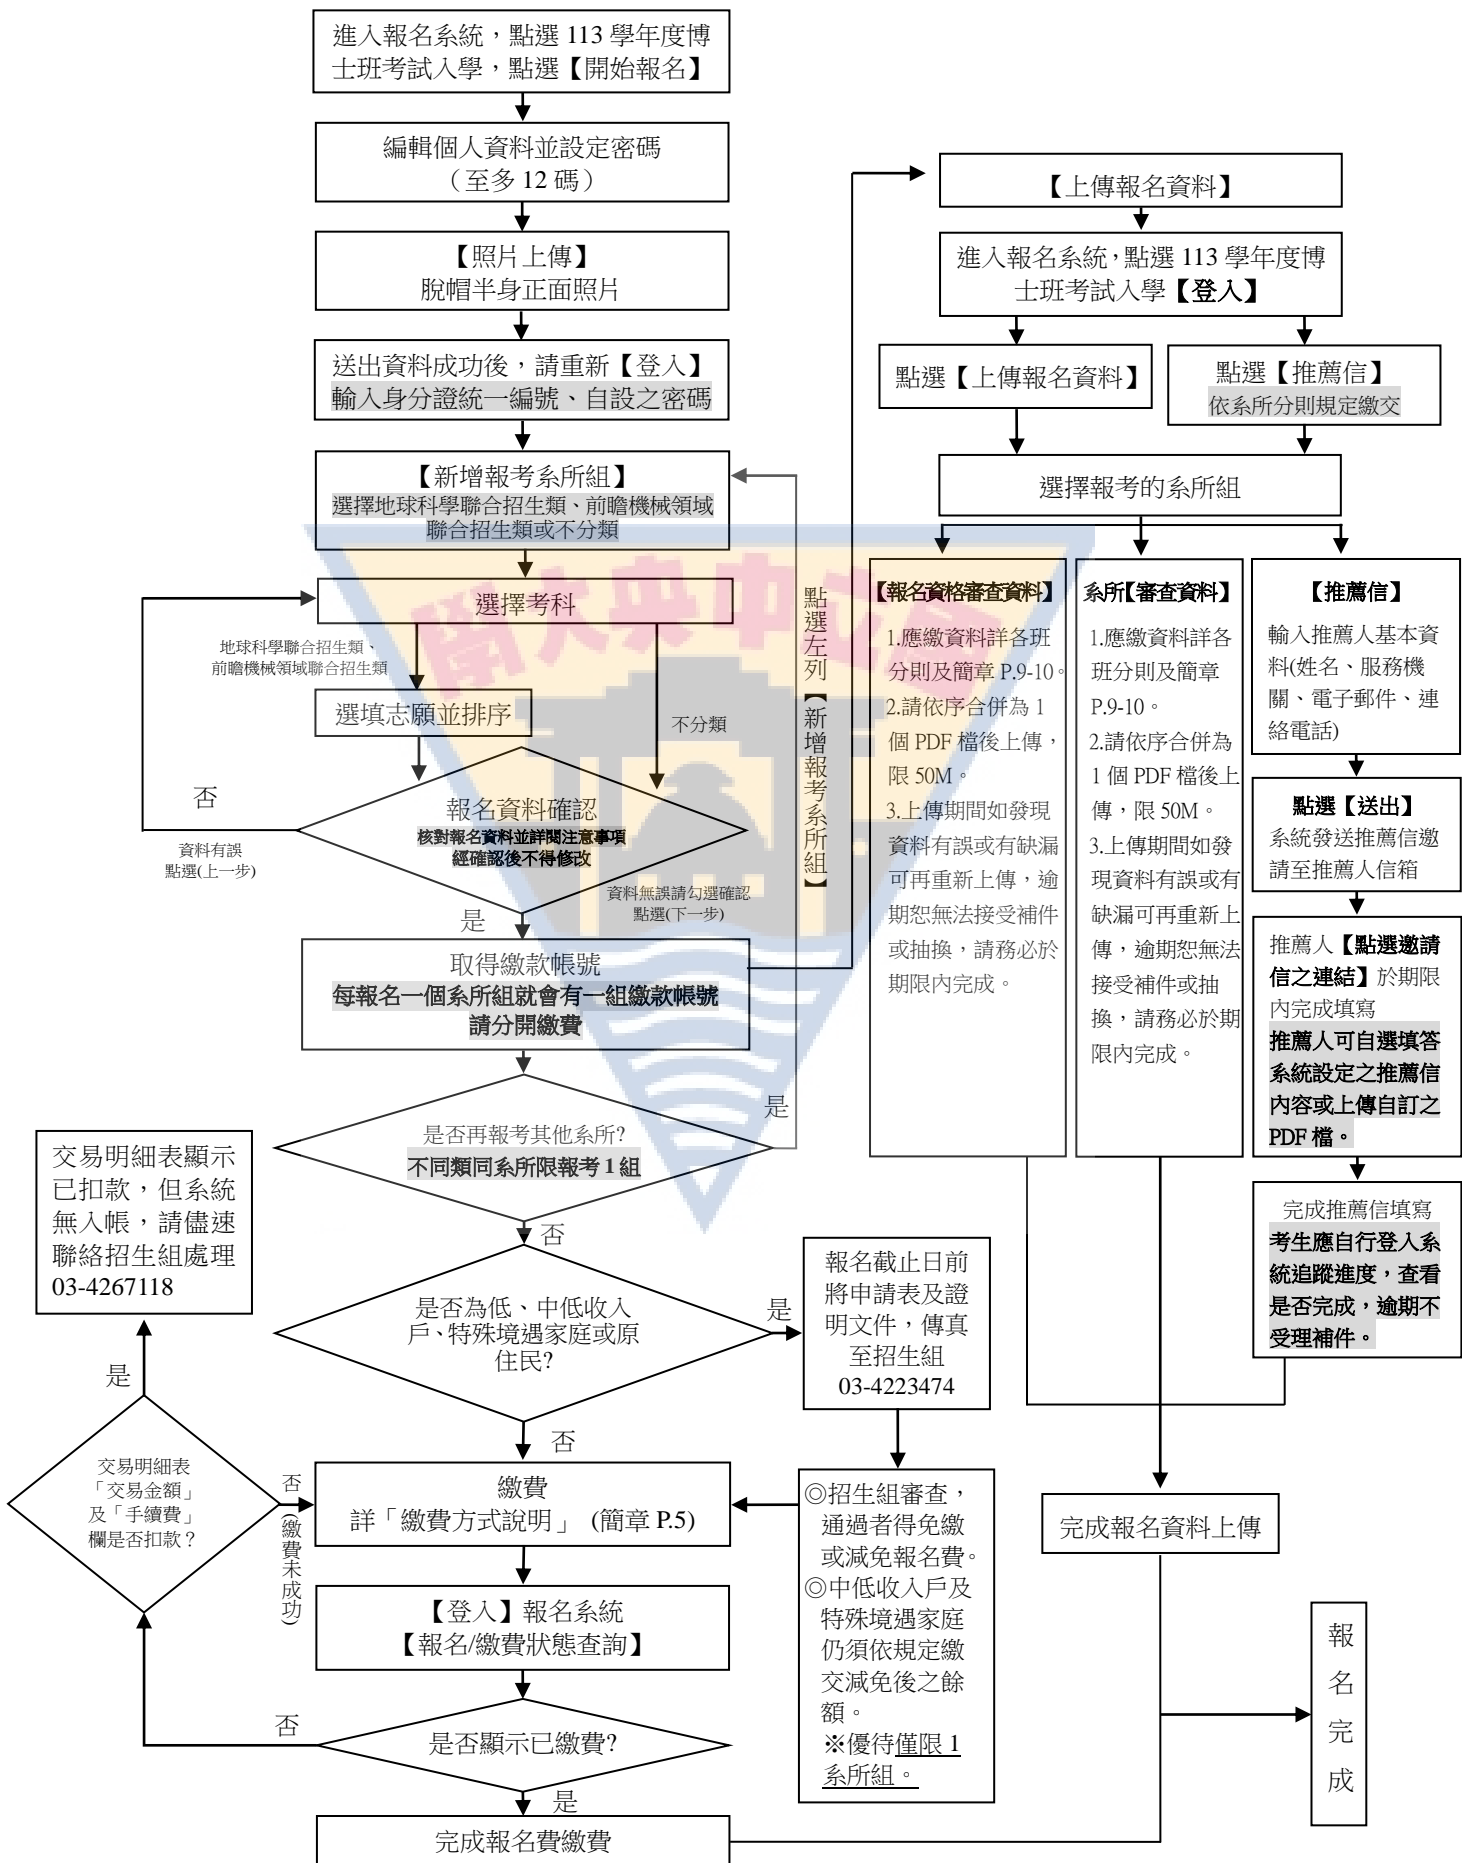 進入報名系統，點選 113 學年度博
士班考試入學，點選【開始報名】
編輯個人資料並設定密碼
（至多 12 碼）
【照片上傳】
脫帽半身正面照片
送出資料成功後，請重新【登入】
輸入身分證統一編號、自設之密碼
【新增報考系所組】
選擇地球科學聯合招生類、前瞻機械領域
聯合招生類或不分類
選擇考科
地球科學聯合招生類、
前瞻機械領域聯合招生類
選填志願並排序
不分類
點選左列【新增報考系所組】
報名資料確認
核對報名資料並詳閱注意事項
經確認後不得修改
否
資料有誤
點選(上一步)
資料無誤請勾選確認
點選(下一步)
是
取得繳款帳號
每報名一個系所組就會有一組繳款帳號
請分開繳費
是否再報考其他系所?
不同類同系所限報考 1 組
是
否
是否為低、中低收入
戶、特殊境遇家庭或原
住民?
是
否
報名截止日前
將申請表及證
明文件，傳真
至招生組
03-4223474
◎招生組審查，
通過者得免繳
或減免報名費。
◎中低收入戶及
特殊境遇家庭
仍須依規定繳
交減免後之餘
額。
※優待僅限 1
系所組。
繳費
詳「繳費方式說明」 (簡章 P.5)
【登入】報名系統
【報名/繳費狀態查詢】
是否顯示已繳費?
否
是
完成報名費繳費
交易明細表
「交易金額」
及「手續費」
欄是否扣款？
否
(繳費未成功)
是
交易明細表顯示
已扣款，但系統
無入帳，請儘速
聯絡招生組處理
03-4267118
【上傳報名資料】
進入報名系統，點選 113 學年度博
士班考試入學【登入】
點選【上傳報名資料】
點選【推薦信】
依系所分則規定繳交
選擇報考的系所組
【報名資格審查資料】
1.應繳資料詳各班
分則及簡章 P.9-10。
2.請依序合併為 1
個 PDF 檔後上傳，
限 50M。
3.上傳期間如發現
資料有誤或有缺漏
可再重新上傳，逾
期恕無法接受補件
或抽換，請務必於
期限內完成。
系所【審查資料】
1.應繳資料詳各
班分則及簡章
P.9-10。
2.請依序合併為
1 個 PDF 檔後上
傳，限 50M。
3.上傳期間如發
現資料有誤或有
缺漏可再重新上
傳，逾期恕無法
接受補件或抽
換，請務必於期
限內完成。
【推薦信】
輸入推薦人基本資
料(姓名、服務機
關、電子郵件、連
絡電話)
點選【送出】
系統發送推薦信邀
請至推薦人信箱
推薦人【點選邀請
信之連結】於期限
內完成填寫
推薦人可自選填答
系統設定之推薦信
內容或上傳自訂之
PDF 檔。
完成推薦信填寫
考生應自行登入系
統追蹤進度，查看
是否完成，逾期不
受理補件。
完成報名資料上傳
報名完成
學大央中立國